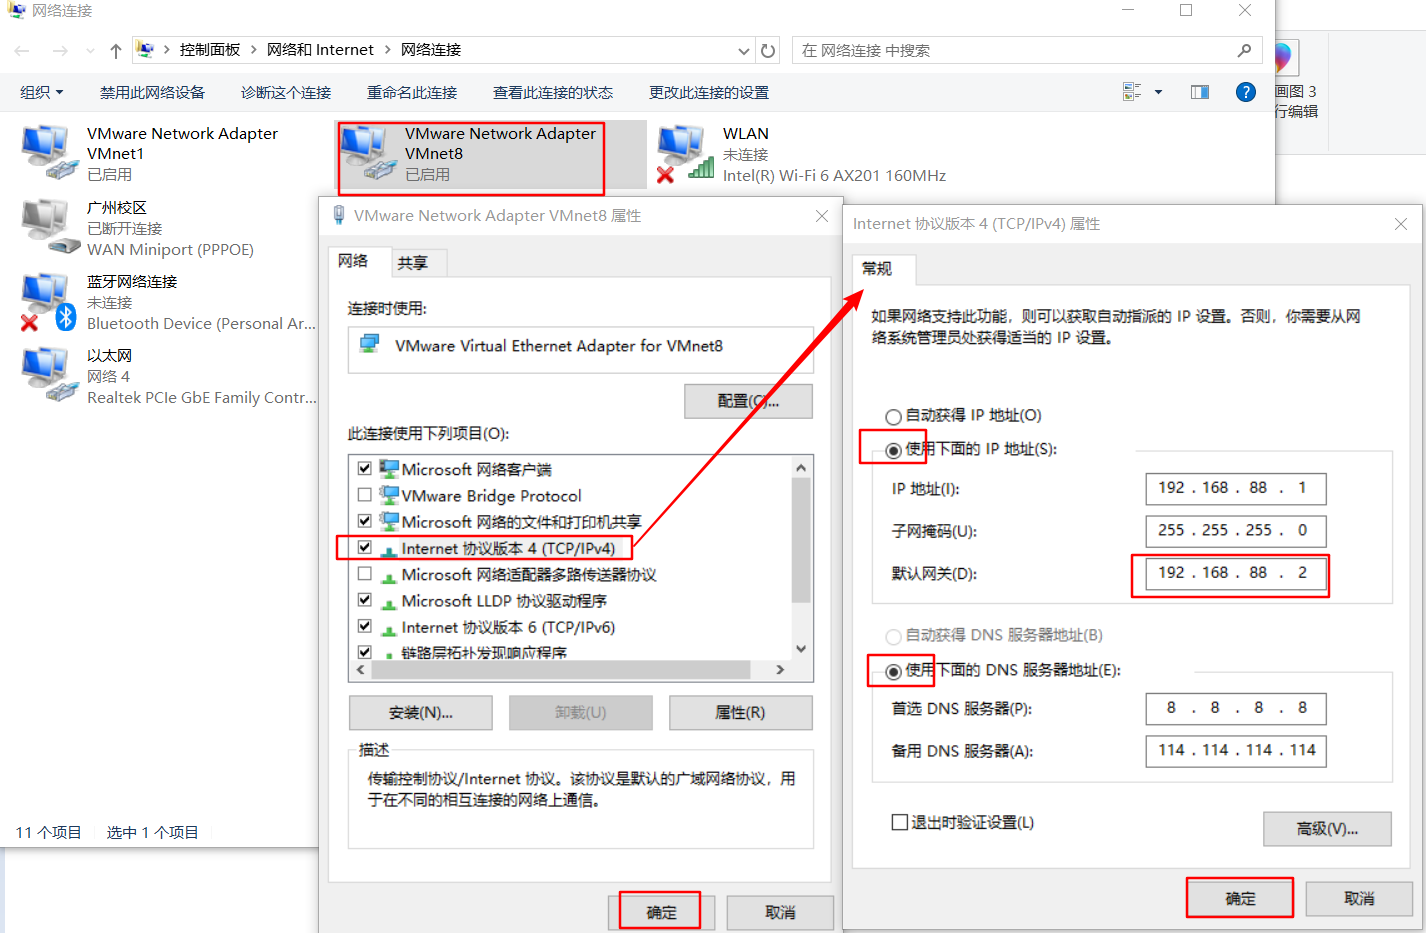 网络连接
控制面板 > 网络和 Internet > 网络连接
在 网络连接 中搜索
组织
禁用此网络设备
诊断这个连接
重命名此连接
查看此连接的状态
更改此连接的设置
画图 3
行编辑
VMware Network Adapter
VMnet1
已启用
VMware Network Adapter
VMnet8
已启用
WLAN
未连接
Intel(R) Wi-Fi 6 AX201 160MHz
广州校区
已断开连接
WAN Miniport (PPPOE)
蓝牙网络连接
未连接
Bluetooth Device (Personal Ar...
以太网
网络 4
Realtek PCIe GbE Family Contr...
11 个项目
选中 1 个项目
VMware Network Adapter VMnet8 属性
网络
共享
连接时使用:
VMware Virtual Ethernet Adapter for VMnet8
配置(C)...
此连接使用下列项目(O):
Microsoft 网络客户端
VMware Bridge Protocol
Microsoft 网络的文件和打印机共享
Internet 协议版本 4 (TCP/IPv4)
Microsoft 网络适配器多路传送器协议
Microsoft LLDP 协议驱动程序
Internet 协议版本 6 (TCP/IPv6)
链路层拓扑发现响应程序
安装(N)...
卸载(U)
属性(R)
描述
传输控制协议/Internet 协议。该协议是默认的广域网络协议，用
于在不同的相互连接的网络上通信。
确定
取消
Internet 协议版本 4 (TCP/IPv4) 属性
常规
如果网络支持此功能，则可以获取自动指派的 IP 设置。否则，你需要从网
络系统管理员处获得适当的 IP 设置。
自动获得 IP 地址(O)
使用下面的 IP 地址(S):
IP 地址(I):
192 . 168 . 88 . 1
子网掩码(U):
255 . 255 . 255 . 0
默认网关(D):
192 . 168 . 88 . 2
自动获得 DNS 服务器地址(B)
使用下面的 DNS 服务器地址(E):
首选 DNS 服务器(P):
8 . 8 . 8 . 8
备用 DNS 服务器(A):
114 . 114 . 114 . 114
退出时验证设置(L)
高级(V)...
确定
取消